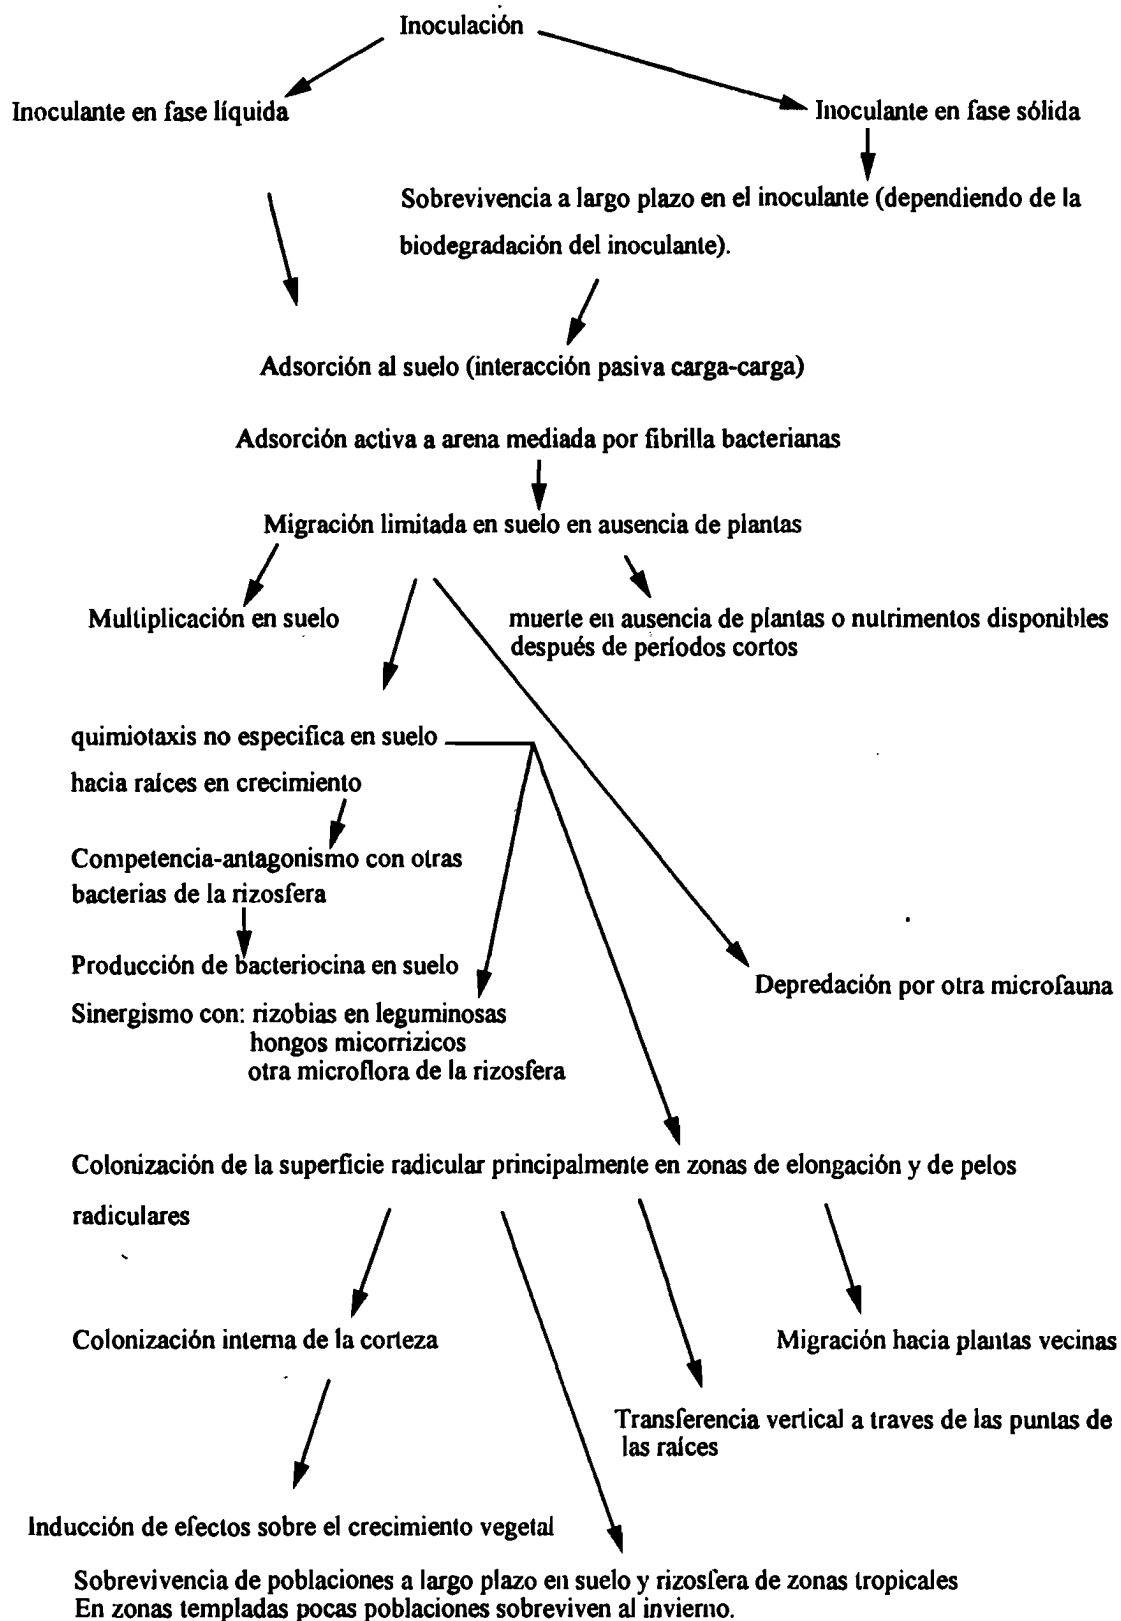 Inoculación
Inoculante en fase líquida
Inoculante en fase sólida
Sobrevivencia a largo plazo en el inoculante (dependiendo de la
biodegradación del inoculante).
Adsorción al suelo (interacción pasiva carga-carga)
Adsorción activa a arena mediada por fibrilla bacterianas
Migración limitada en suelo en ausencia de plantas
Multiplicación en suelo
muerte en ausencia de plantas o nutrimentos disponibles
después de períodos cortos
quimiotaxis no especifica en suelo
hacia raíces en crecimiento
Competencia-antagonismo con otras
bacterias de la rizosfera
Producción de bacteriocina en suelo
Depredación por otra microfauna
Sinergismo con: rizobias en leguminosas
hongos micorrizicos
otra microflora de la rizosfera
Colonización de la superficie radicular principalmente en zonas de elongación y de pelos
radiculares
Colonización interna de la corteza
Migración hacia plantas vecinas
Transferencia vertical a traves de las puntas de
las raíces
Inducción de efectos sobre el crecimiento vegetal
Sobrevivencia de poblaciones a largo plazo en suelo y rizosfera de zonas tropicales
En zonas templadas pocas poblaciones sobreviven al invierno.